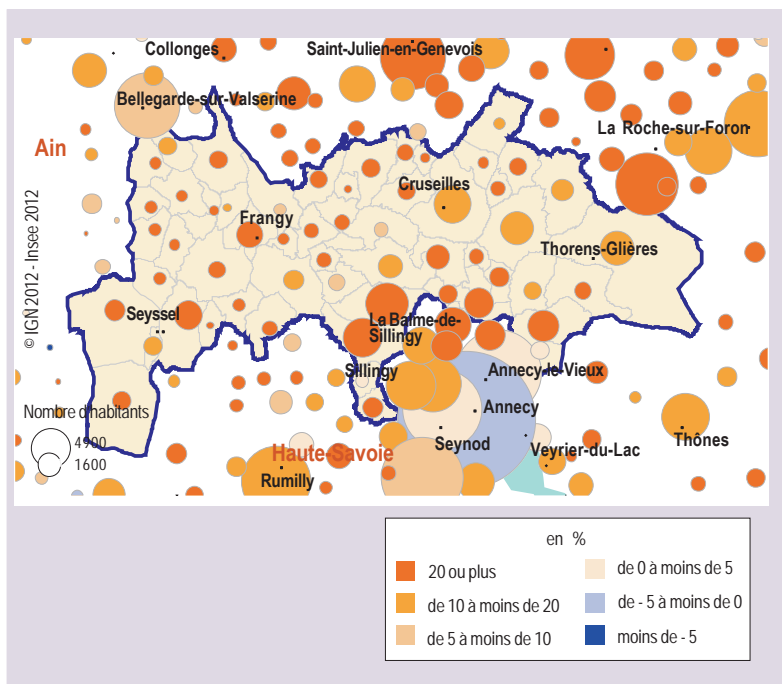 Collonges
Saint-Julien-en-Genevois
Bellegarde-sur-Valserine
La Roche-sur-Foron
Ain
Cruseilles
Frangy
Thorens-Glières
© IGN 2012 - Insee 2012
Seyssel
La Balme-de-
Sillingy
Sillingy
Annecy-le-Vieux
Annecy
Nombre d'habitants
4900
1600
Seynod
Veyrier-du-Lac
Thônes
Haute-Savoie
Rumilly
en %
20 ou plus
de 0 à moins de 5
de 10 à moins de 20
de - 5 à moins de 0
de 5 à moins de 10
moins de - 5